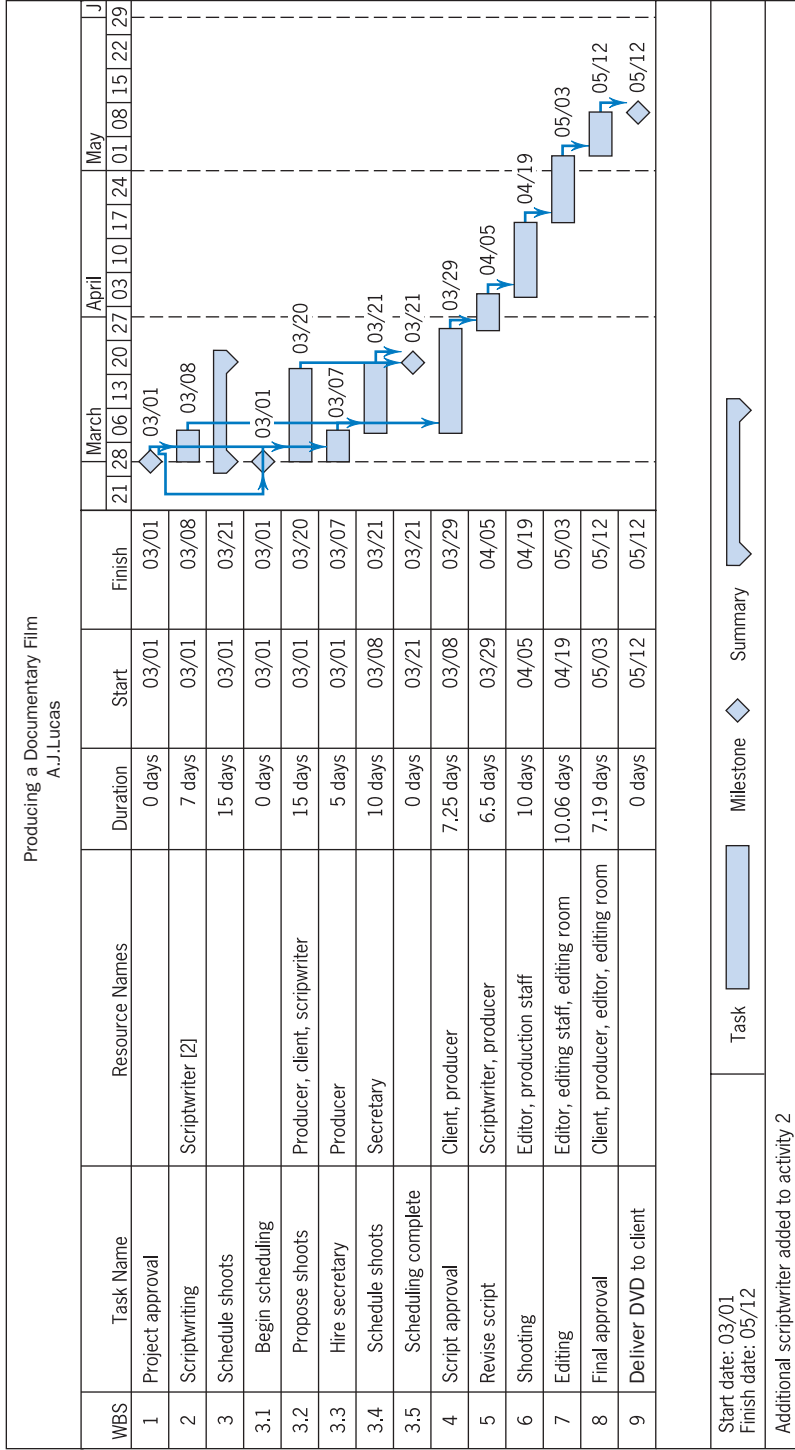 Producing a Documentary Film
A.J.Lucas
WBS Task Name Resource Names Duration Start Finish March April May J
21 28 06 13 20 27 03 10 17 24 01 08 15 22 29
1 Project approval 0 days 03/01 03/01 03/01
2 Scriptwriting Scriptwriter [2] 7 days 03/01 03/08 03/08
3 Schedule shoots 15 days 03/01 03/21
3.1 Begin scheduling 0 days 03/01 03/01 03/01
3.2 Propose shoots Producer, client, scripwriter 15 days 03/01 03/20 03/20
3.3 Hire secretary Producer 5 days 03/01 03/07 03/07
3.4 Schedule shoots Secretary 10 days 03/08 03/21 03/21
3.5 Scheduling complete 0 days 03/21 03/21 03/21
4 Script approval Client, producer 7.25 days 03/08 03/29 03/29
5 Revise script Scriptwriter, producer 6.5 days 03/29 04/05 04/05
6 Shooting Editor, production staff 10 days 04/05 04/19 04/19
7 Editing Editor, editing staff, editing room 10.06 days 04/19 05/03 05/03
8 Final approval Client, producer, editor, editing room 7.19 days 05/03 05/12 05/12
9 Deliver DVD to client 0 days 05/12 05/12 05/12
Start date: 03/01
Finish date: 05/12
Task Milestone Summary
Additional scriptwriter added to activity 2